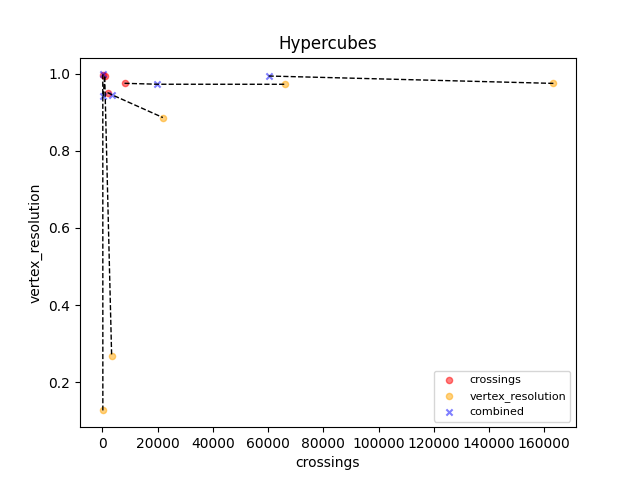 Hypercubes
1.0
0.8
0.6
0.4
0.2
vertex_resolution
0 20000 40000 60000 80000 100000 120000 140000 160000
crossings
crossings
vertex_resolution
combined